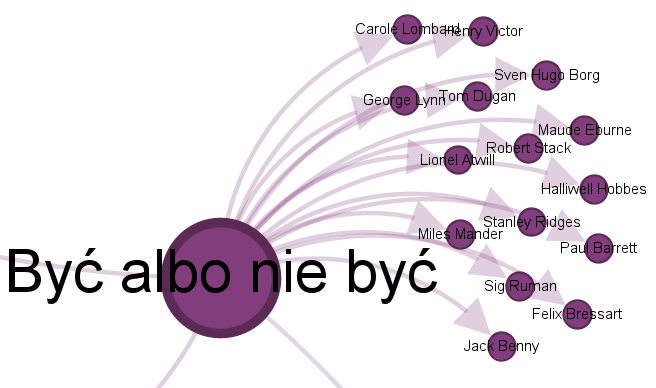 Carole Lombard
Henry Victor
Sven Hugo Borg
George Lynn
Tom Dugan
Maude Eburne
Robert Stack
Lionel Atwill
Halliwell Hobbes
Stanley Ridges
Miles Mander
Paul Barrett
Być albo nie być
Sig Ruman
Felix Bressart
Jack Benny